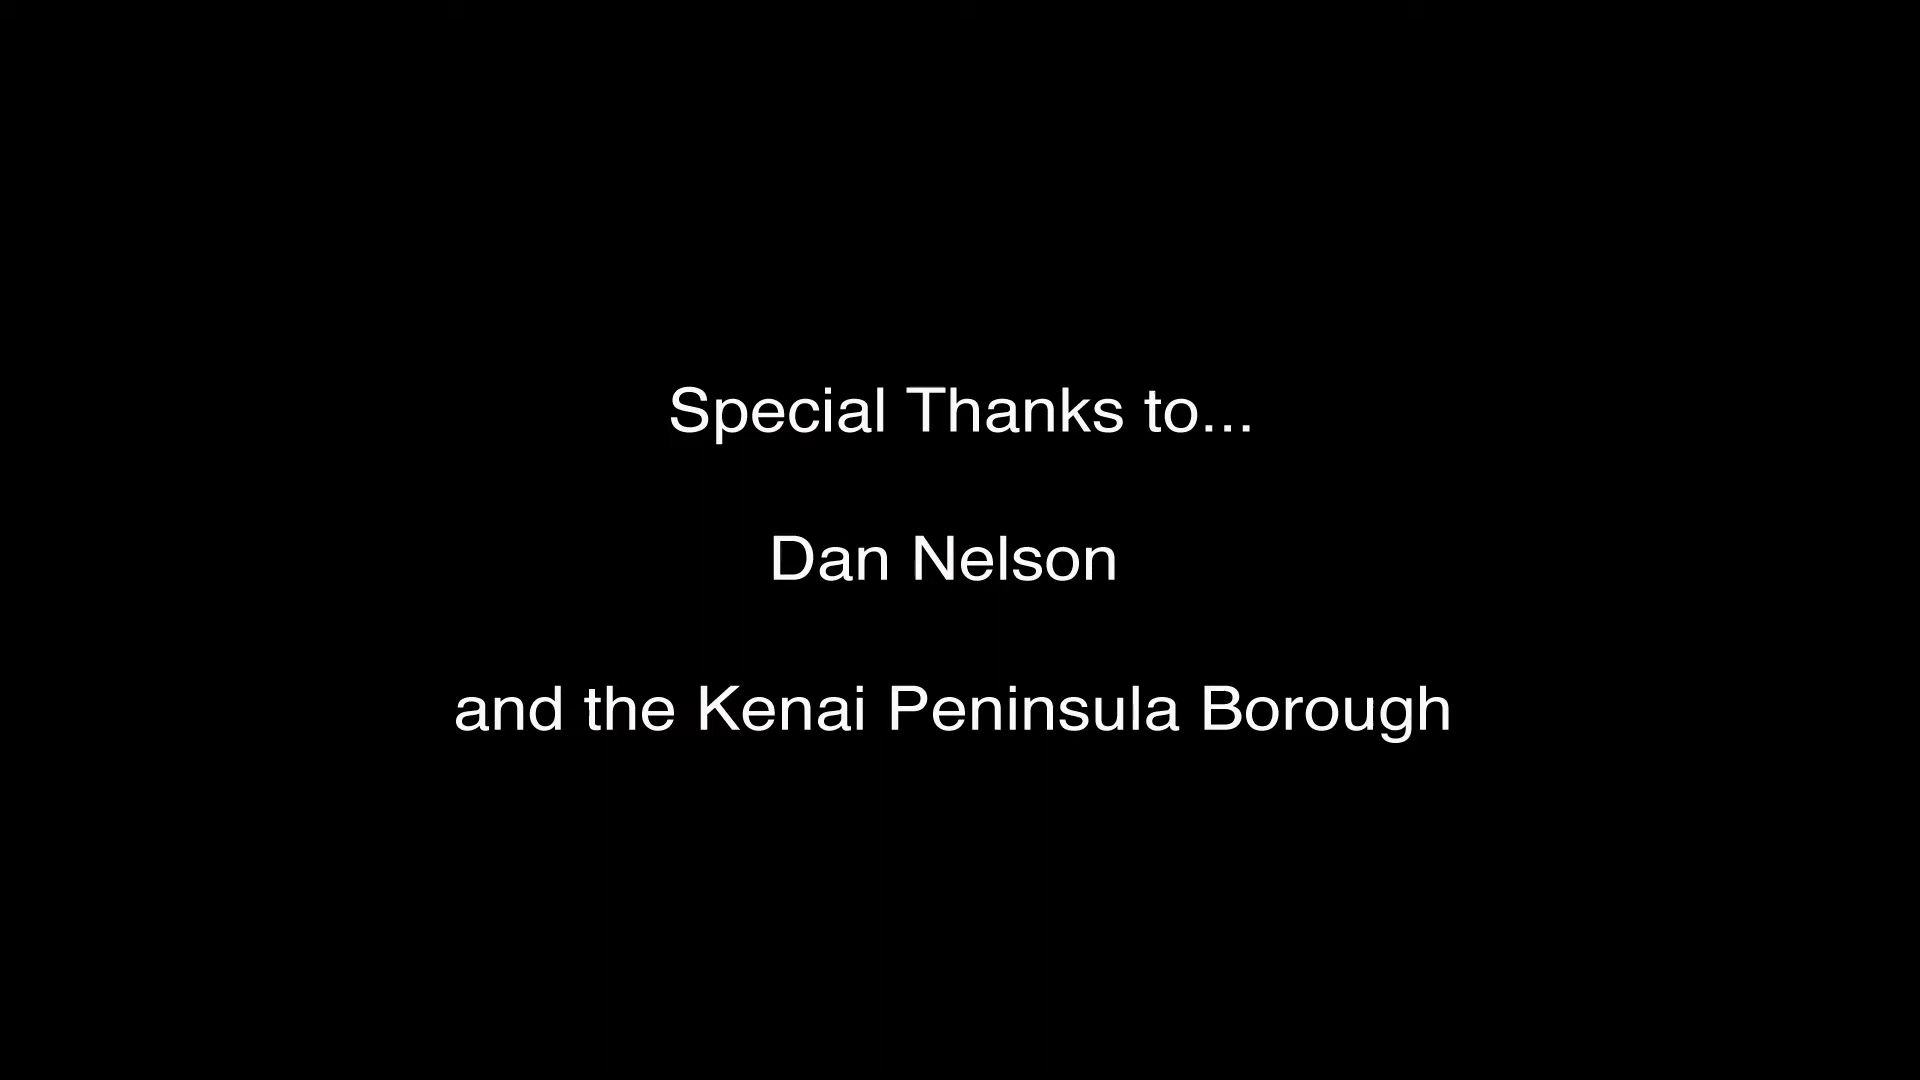 Special Thanks to...
Dan Nelson
and the Kenai Peninsula Borough